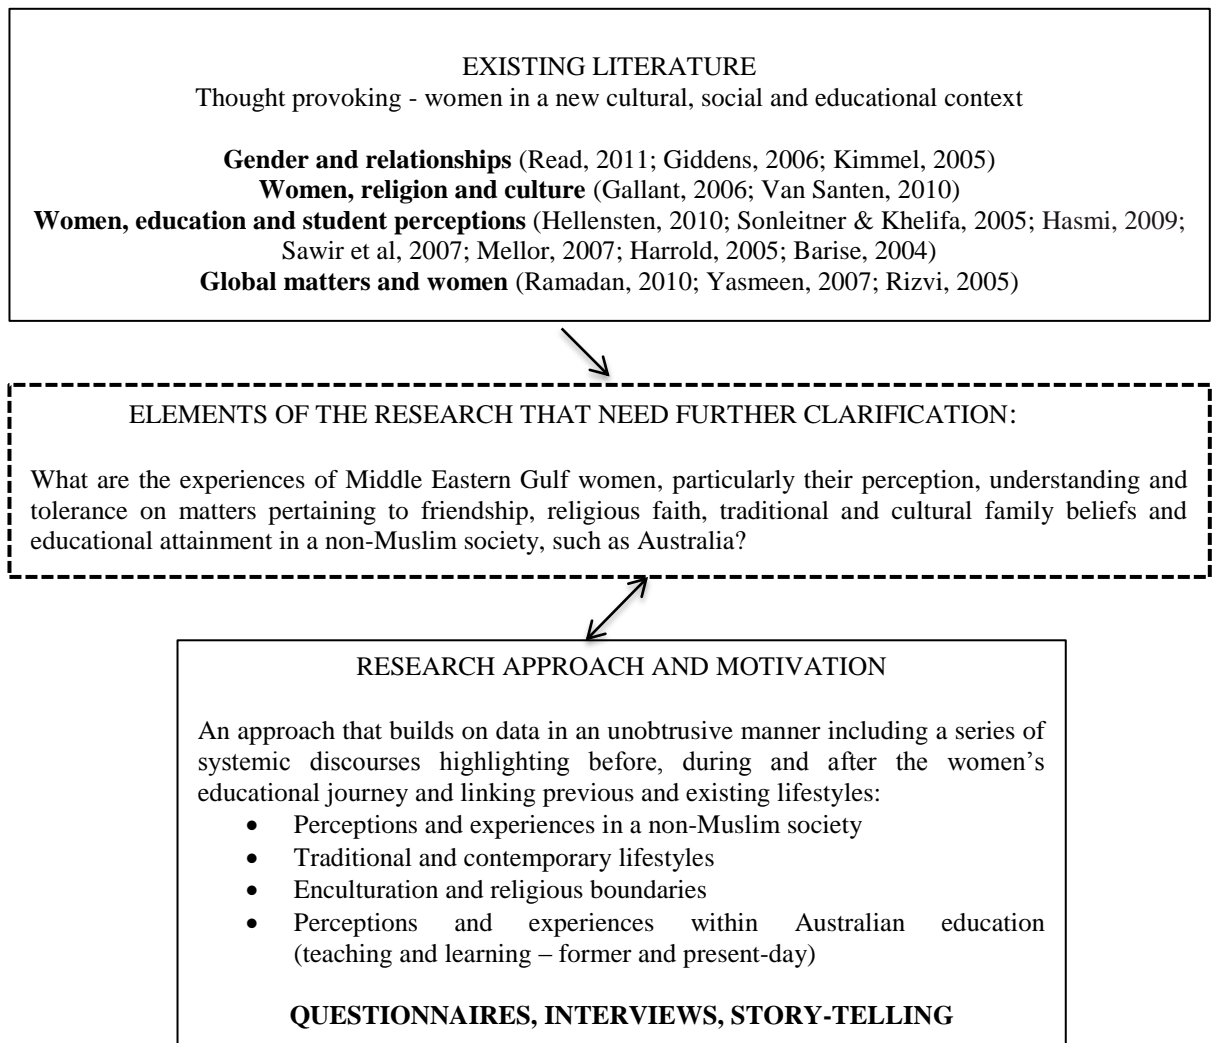 EXISTING LITERATURE
Thought provoking - women in a new cultural, social and educational context
Gender and relationships (Read, 2011; Giddens, 2006; Kimmel, 2005)
Women, religion and culture (Gallant, 2006; Van Santen, 2010)
Women, education and student perceptions (Hellensten, 2010; Sonleitner & Khelifa, 2005; Hasmi, 2009;
Sawir et al, 2007; Mellor, 2007; Harrold, 2005; Barise, 2004)
Global matters and women (Ramadan, 2010; Yasmeen, 2007; Rizvi, 2005)
ELEMENTS OF THE RESEARCH THAT NEED FURTHER CLARIFICATION:
What are the experiences of Middle Eastern Gulf women, particularly their perception, understanding and
tolerance on matters pertaining to friendship, religious faith, traditional and cultural family beliefs and
educational attainment in a non-Muslim society, such as Australia?
RESEARCH APPROACH AND MOTIVATION
An approach that builds on data in an unobtrusive manner including a series of
systemic discourses highlighting before, during and after the women's
educational journey and linking previous and existing lifestyles:
• Perceptions and experiences in a non-Muslim society
• Traditional and contemporary lifestyles
• Enculturation and religious boundaries
• Perceptions and experiences within Australian education
(teaching and learning – former and present-day)
QUESTIONNAIRES, INTERVIEWS, STORY-TELLING